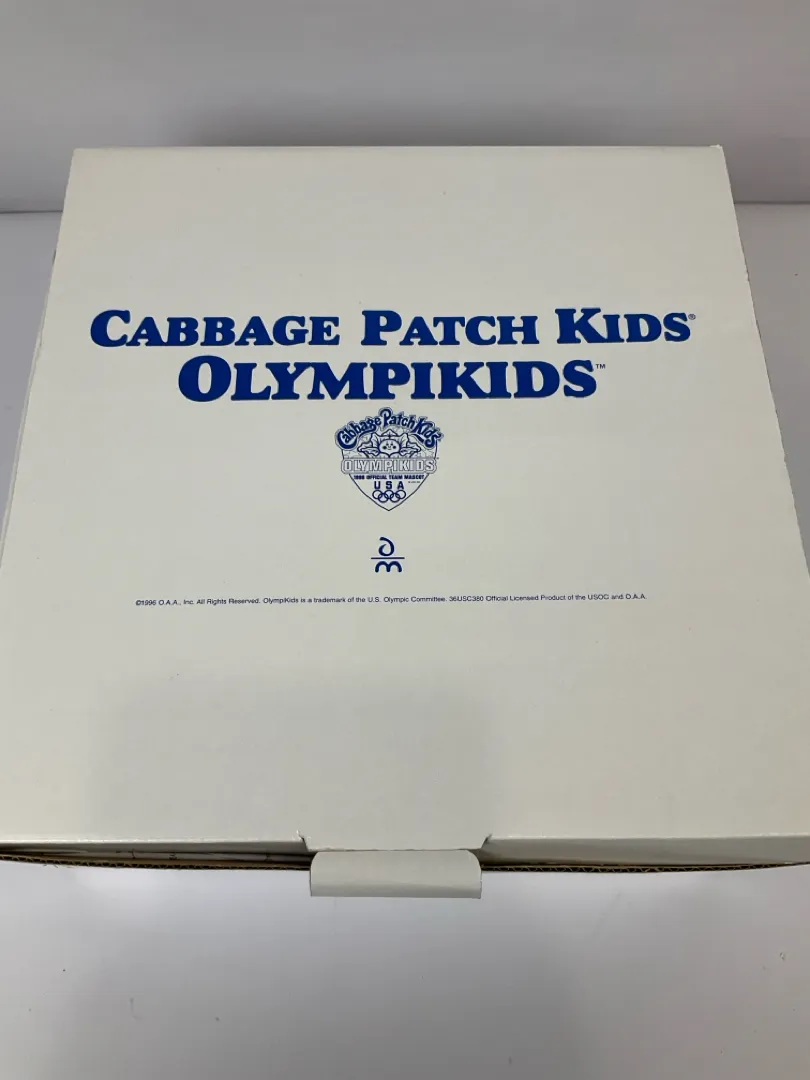 CABBAGE PATCH KIDS®
OLYMPIKIDS™
Cabbage Patch Kids
OLYMPIKIDS
1996 OFFICIAL TEAM MASCOT
USA
©1996 O.A.A., Inc. All Rights Reserved. OlympiKids is a trademark of the U.S. Olympic Committee. 36USC380 Official Licensed Product of the USOC and O.A.A.